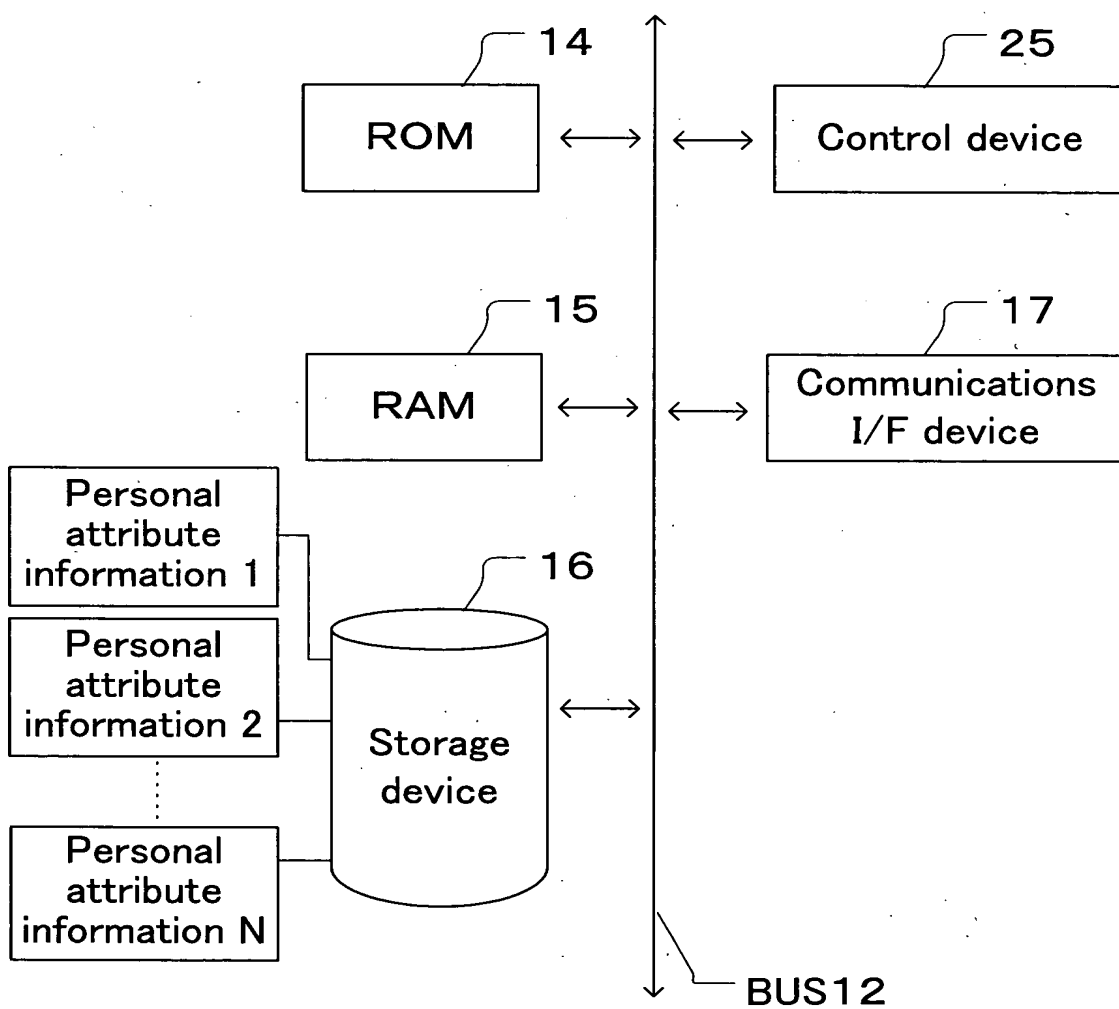 14
ROM
25
Control device
15
RAM
17
Communications
I/F device
Personal
attribute
information 1
Personal
attribute
information 2
Personal
attribute
information N
16
Storage
device
BUS12